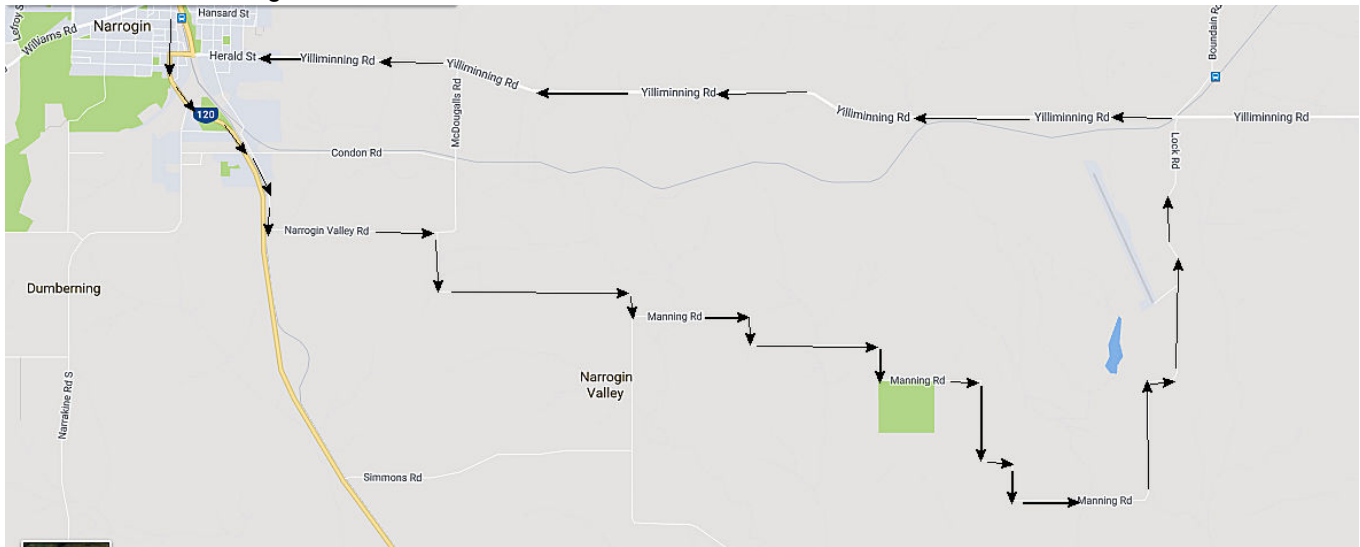 Hansard St
Lefroy S
Narrogin
Williams Rd
Herald St
Yilliminning Rd
Yilliminning Rd
Boundain Rd
Yilliminning Rd
120
Yilliminning Rd
Yilliminning Rd
Yilliminning Rd
McDougalls Rd
Condon Rd
Lock Rd
Narrogin Valley Rd
Dumberning
Manning Rd
Narrogin
Valley
Manning Rd
Narrakine Rd S
Simmons Rd
Manning Rd